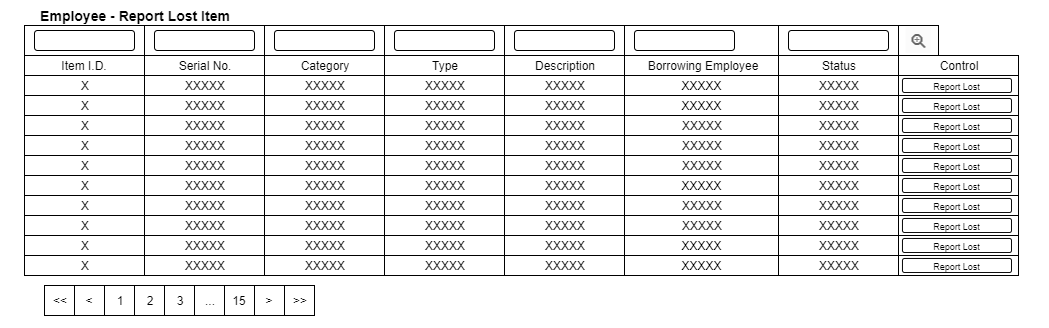 Employee - Report Lost Item
Item I.D. Serial No. Category Type Description Borrowing Employee Status Control
X XXXXX XXXXX XXXXX XXXXX XXXXX XXXXX Report Lost
X XXXXX XXXXX XXXXX XXXXX XXXXX XXXXX Report Lost
X XXXXX XXXXX XXXXX XXXXX XXXXX XXXXX Report Lost
X XXXXX XXXXX XXXXX XXXXX XXXXX XXXXX Report Lost
X XXXXX XXXXX XXXXX XXXXX XXXXX XXXXX Report Lost
X XXXXX XXXXX XXXXX XXXXX XXXXX XXXXX Report Lost
X XXXXX XXXXX XXXXX XXXXX XXXXX XXXXX Report Lost
X XXXXX XXXXX XXXXX XXXXX XXXXX XXXXX Report Lost
X XXXXX XXXXX XXXXX XXXXX XXXXX XXXXX Report Lost
X XXXXX XXXXX XXXXX XXXXX XXXXX XXXXX Report Lost
<< < 1 2 3 ... 15 > >>